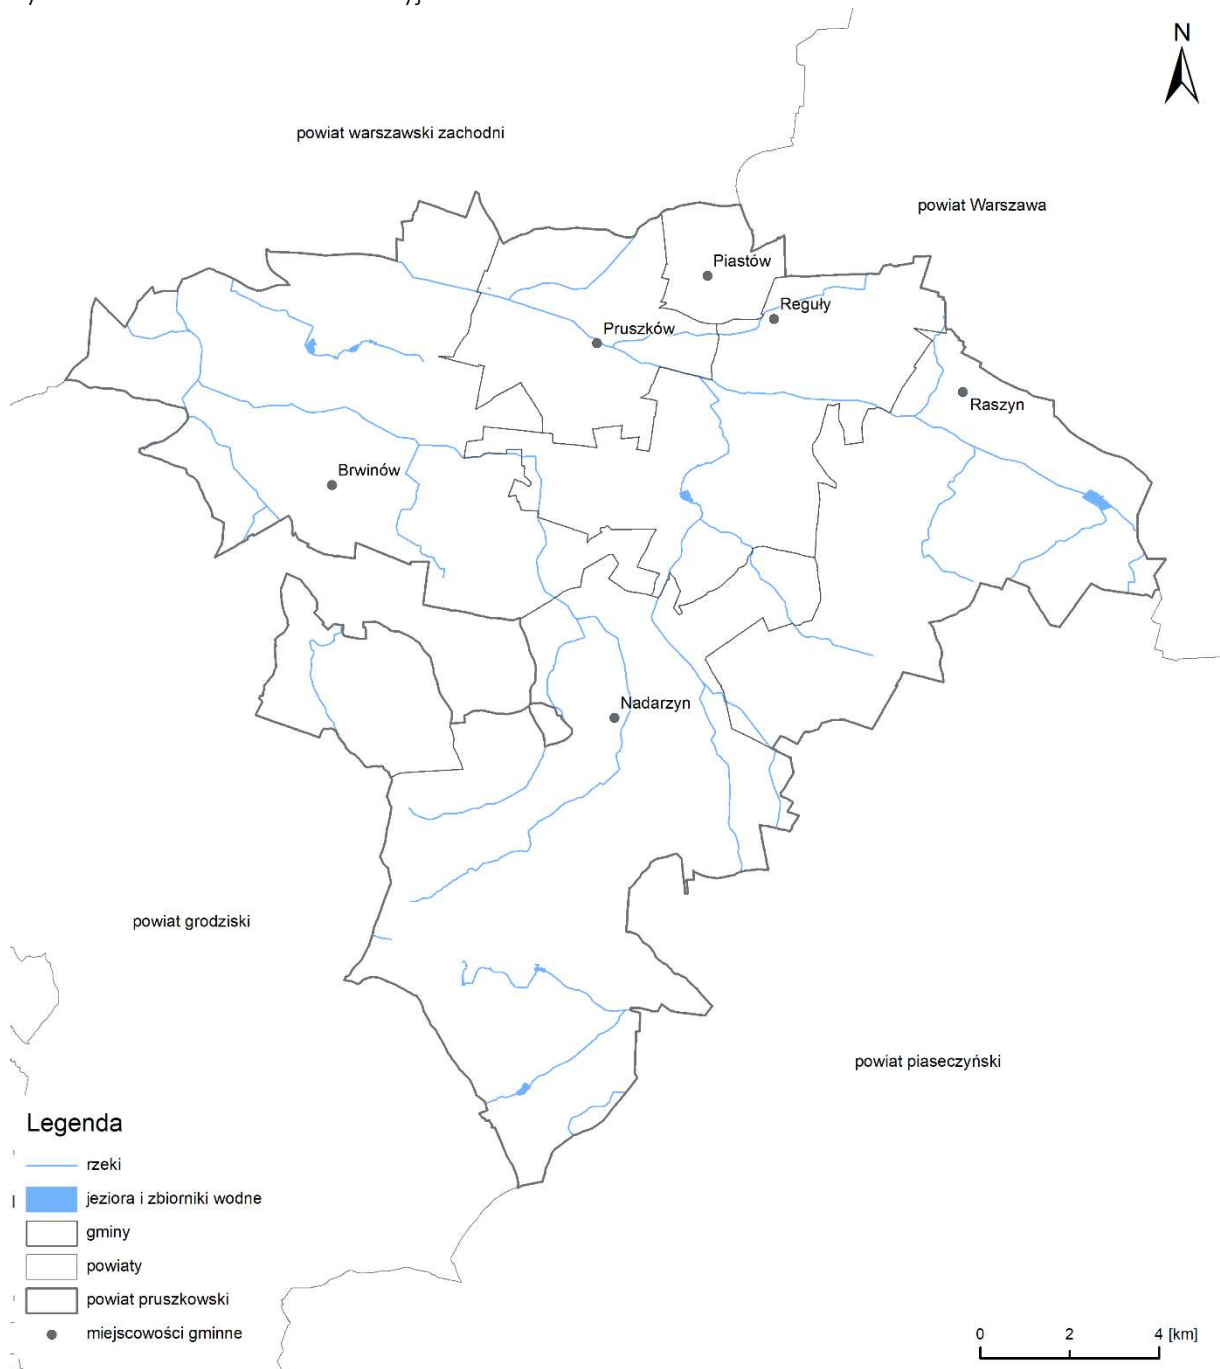 N
powiat warszawski zachodni
powiat Warszawa
Piastów
Reguły
Pruszków
Raszyn
Brwinów
Nadarzyn
powiat grodziski
powiat piaseczyński
Legenda
rzeki
jeziora i zbiorniki wodne
gminy
powiaty
powiat pruszkowski
miejscowości gminne
0 2 4 [km]